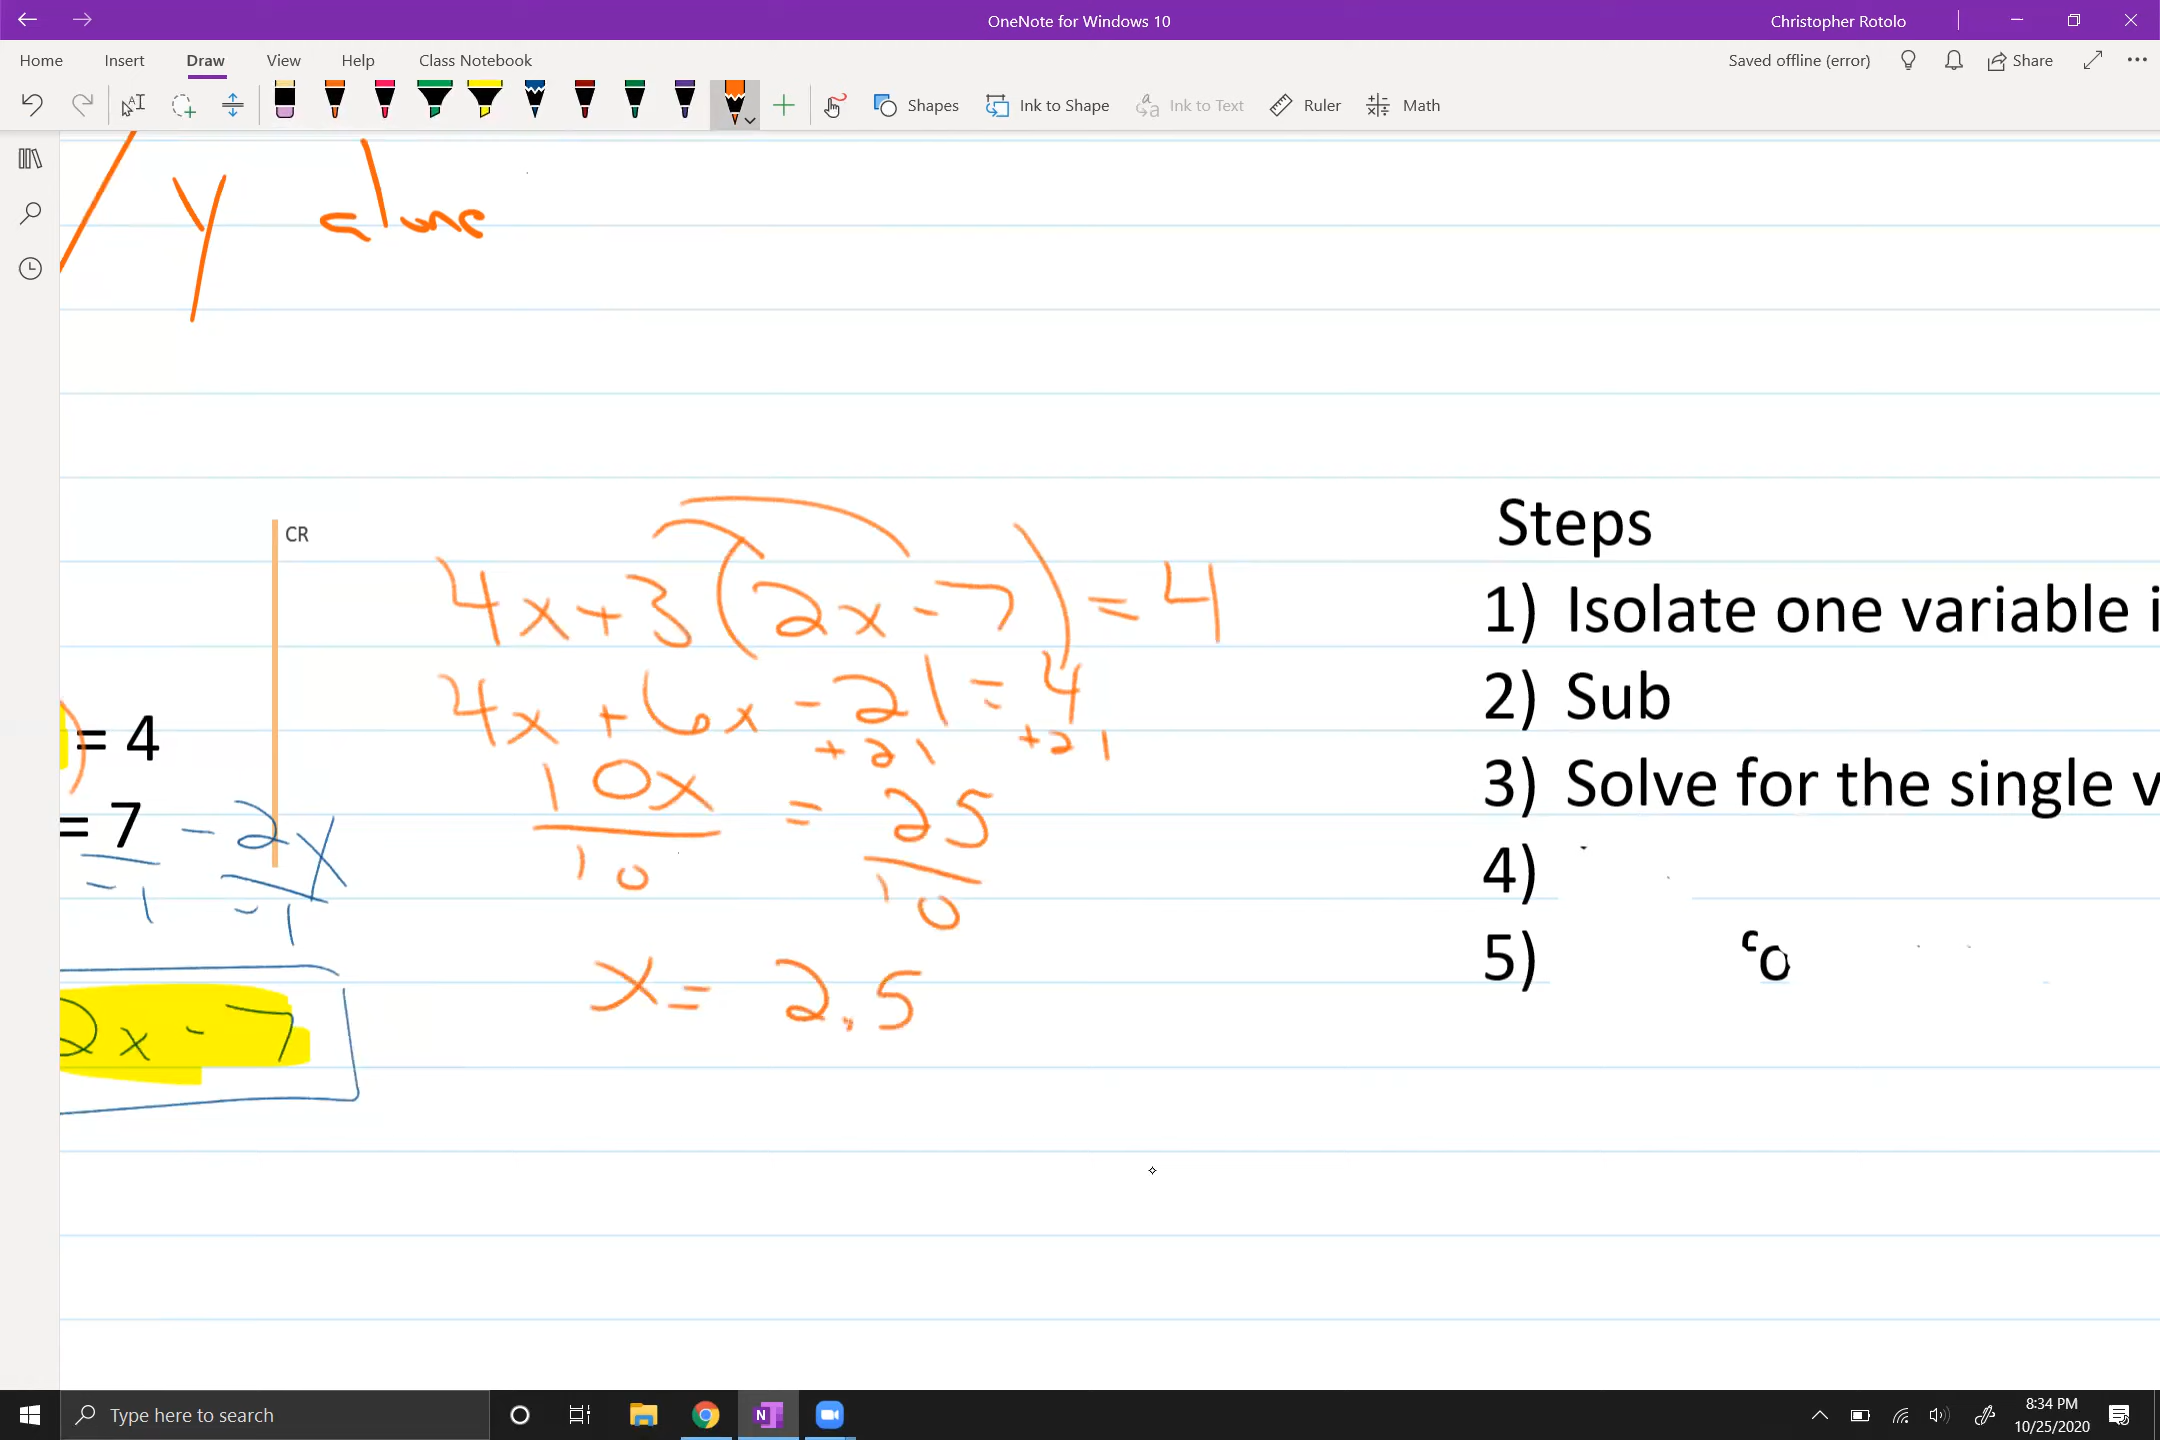 OneNote for Windows 10
Christopher Rotolo
Home Insert Draw View Help Class Notebook
Saved offline (error) Share
Shapes Ink to Shape Ink to Text Ruler Math
y alone
CR
4x+3(2x-7)=4
4x+6x-21=4
+21 +21
10x = 25
10 10
x = 2.5
= 4
= 7 -2x
-1 -1
2x-7
Steps
1) Isolate one variable i
2) Sub
3) Solve for the single v
4)
5)
Type here to search
N
8:34 PM
10/25/2020